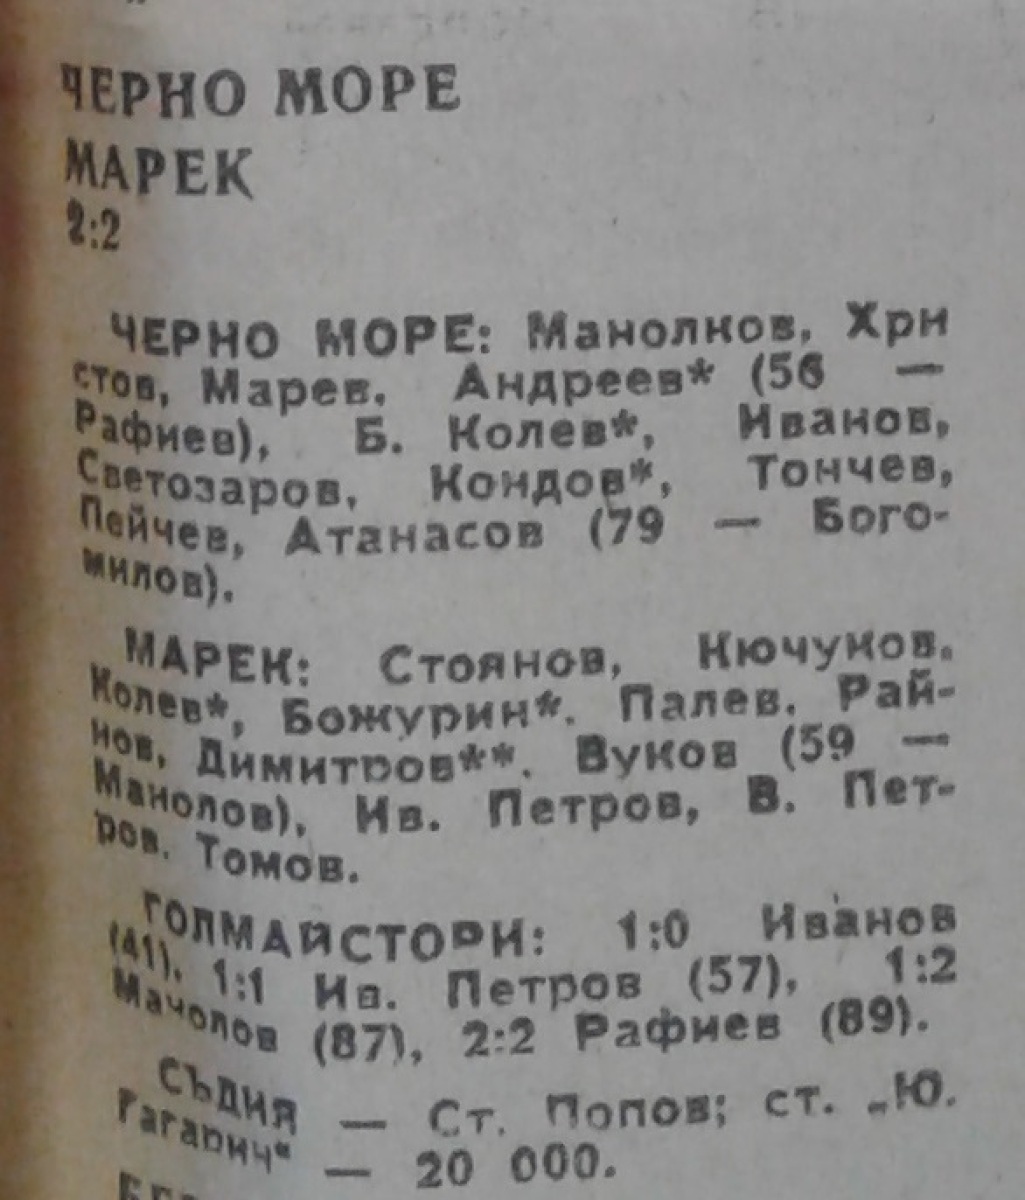 ЧЕРНО МОРЕ
МАРЕК
2:2
ЧЕРНО МОРЕ: Манолков, Хри
стов, Марев, Андреев* (56 —
Рафиев), Б. Колев*, Иванов,
Светозаров, Кондов*, Тончев,
Пейчев, Атанасов (79 — Бого-
милов).
МАРЕК: Стоянов, Кючуков,
Колев*, Божурин*, Палев, Рай-
нов, Димитров**, Вуков (59 —
Манолов), Ив. Петров, В. Пет-
ров, Томов.
ГОЛМАЙСТОРИ: 1:0 Иванов
(41), 1:1 Ив. Петров (57), 1:2
Манолов (87), 2:2 Рафиев (89).
СЪДИЯ — Ст. Попов; ст. „Ю.
Гагарин“ — 20 000.